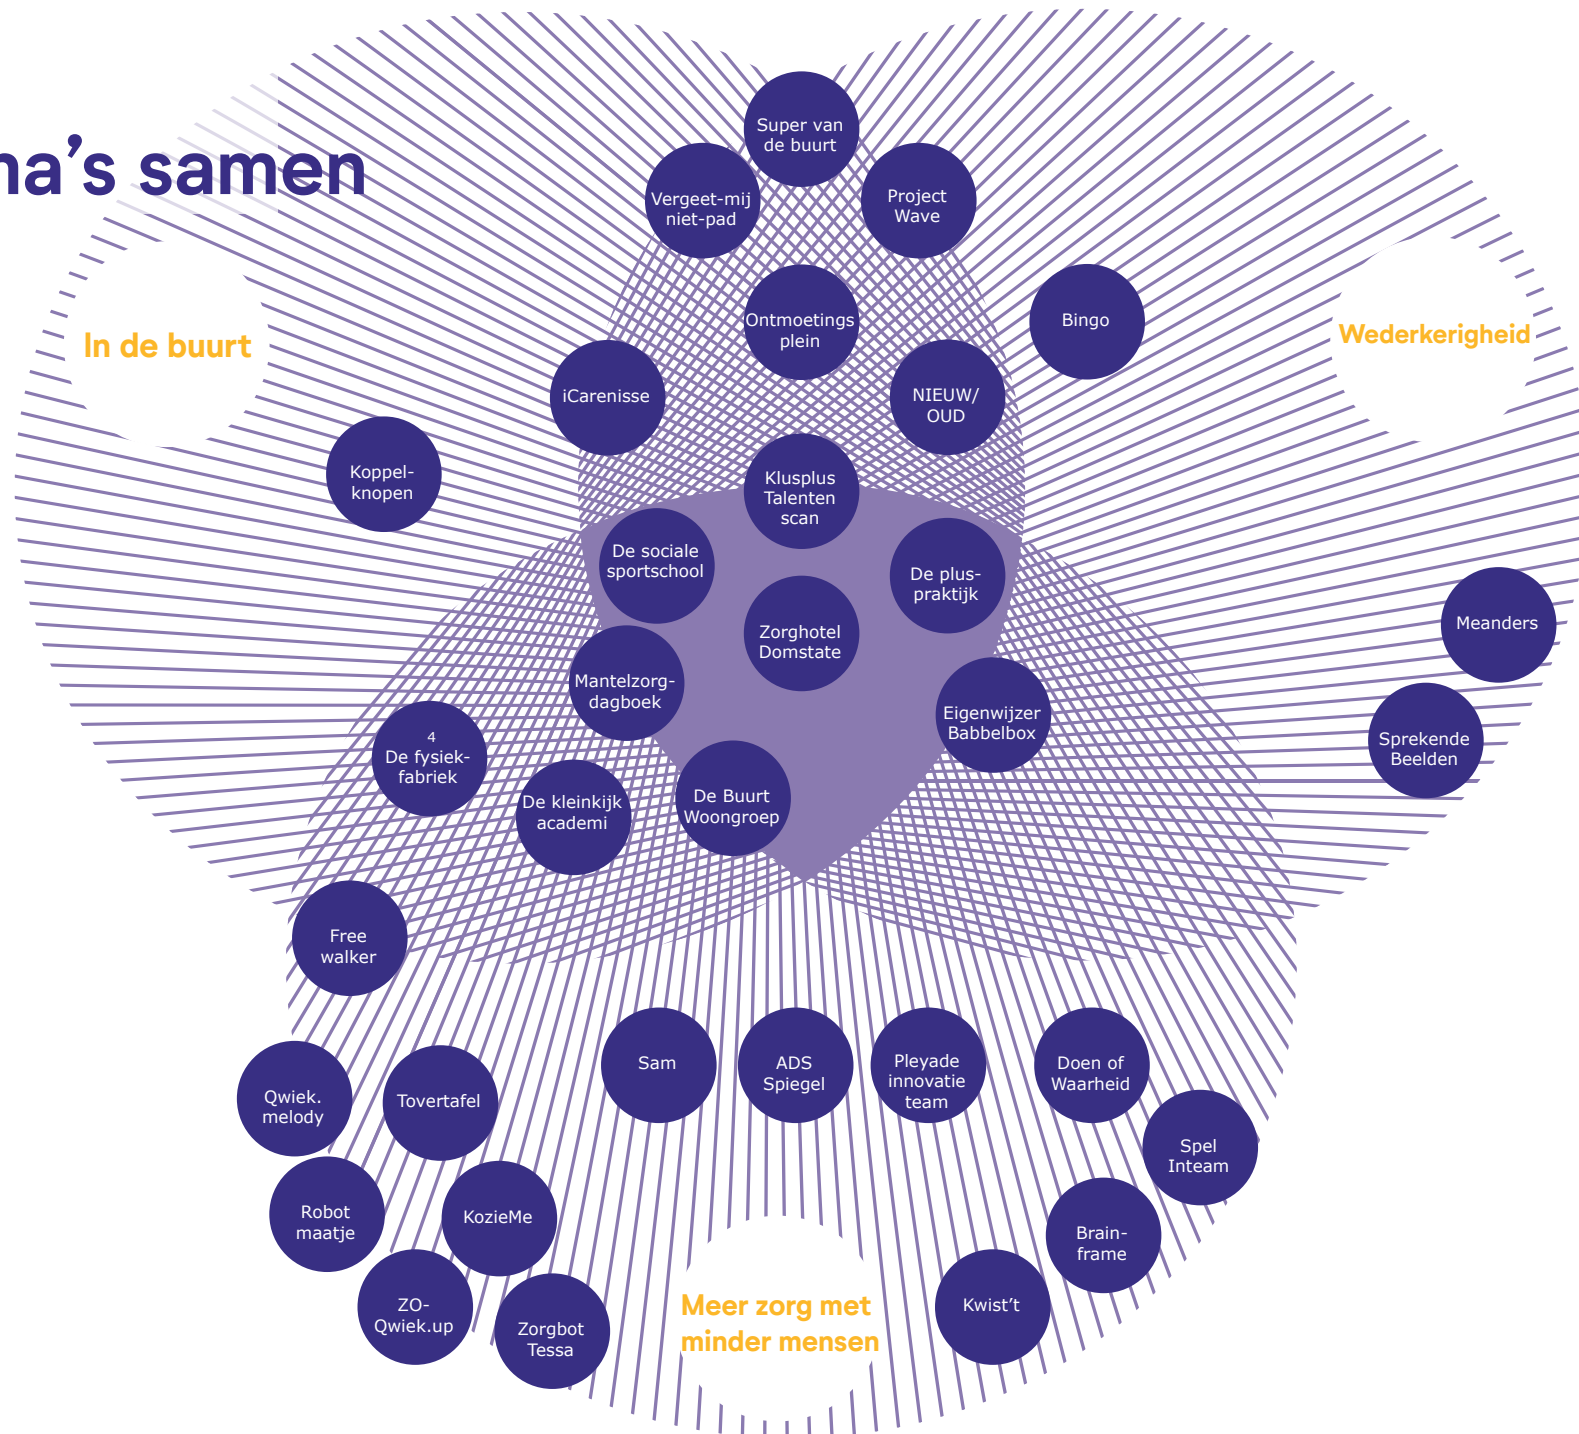 na’s samen
Super van
de buurt
Vergeet-mij
niet-pad
Project
Wave
In de buurt
Ontmoetings
plein
Bingo
Wederkerigheid
iCarenisse
NIEUW/
OUD
Koppel-
knopen
Klusplus
Talenten
scan
De sociale
sportschool
De plus-
praktijk
Zorghotel
Domstate
Meanders
Mantelzorg-
dagboek
Eigenwijzer
Babbelbox
Sprekende
Beelden
4
De fysiek-
fabriek
De kleinkijk
academi
De Buurt
Woongroep
Free
walker
Sam
ADS
Spiegel
Pleyade
innovatie
team
Doen of
Waarheid
Qwiek.
melody
Tovertafel
Spel
Inteam
Robot
maatje
KozieMe
Brain-
frame
ZO-
Qwiek.up
Zorgbot
Tessa
Meer zorg met
minder mensen
Kwist’t